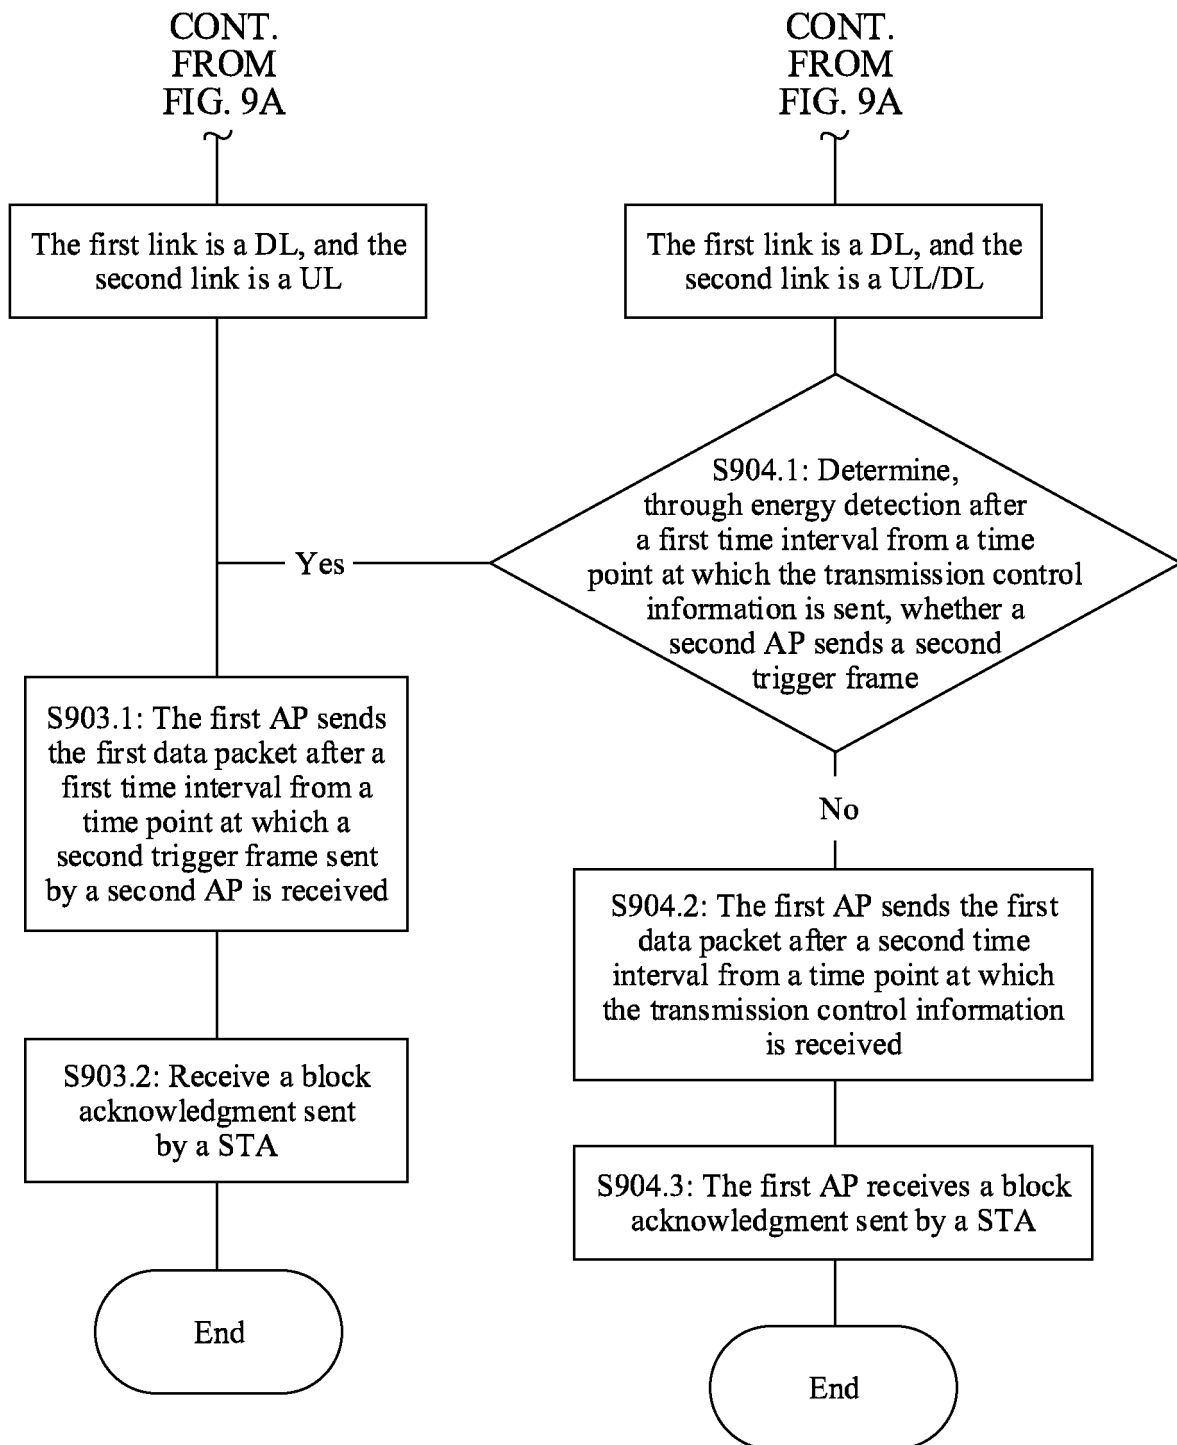 CONT.
FROM
FIG. 9A
CONT.
FROM
FIG. 9A
The first link is a DL, and the
second link is a UL
The first link is a DL, and the
second link is a UL/DL
S904.1: Determine,
through energy detection after
a first time interval from a time
point at which the transmission control
information is sent, whether a
second AP sends a second
trigger frame
Yes
S903.1: The first AP sends
the first data packet after a
first time interval from a
time point at which a
second trigger frame sent
by a second AP is received
No
S904.2: The first AP sends the first
data packet after a second time
interval from a time point at which
the transmission control information
is received
S903.2: Receive a block
acknowledgment sent
by a STA
S904.3: The first AP receives a block
acknowledgment sent by a STA
End
End